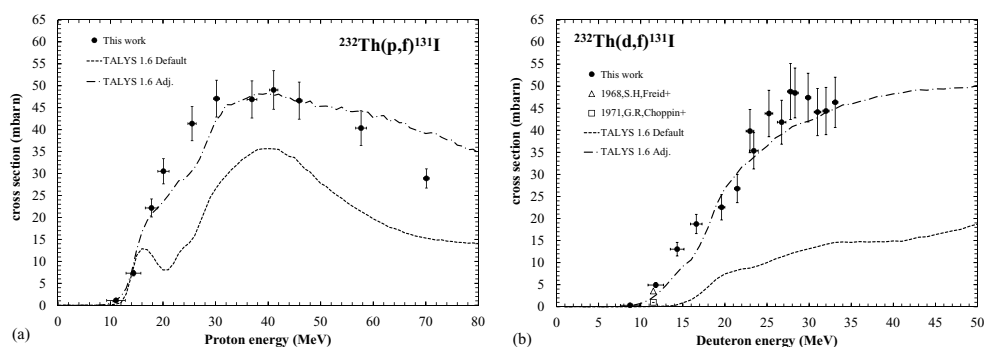 65
60
55
50
45
40
35
30
25
20
15
10
5
0
cross section (mbarn)
This work
TALYS 1.6 Default
TALYS 1.6 Adj.
²³²Th(p,f)¹³¹I
0 10 20 30 40 50 60 70 80
Proton energy (MeV)
(a)
65
60
55
50
45
40
35
30
25
20
15
10
5
0
cross section (mbarn)
²³²Th(d,f)¹³¹I
This work
1968,S.H,Freid+
1971,G.R,Choppin+
TALYS 1.6 Default
TALYS 1.6 Adj.
0 5 10 15 20 25 30 35 40 45 50
Deuteron energy (MeV)
(b)